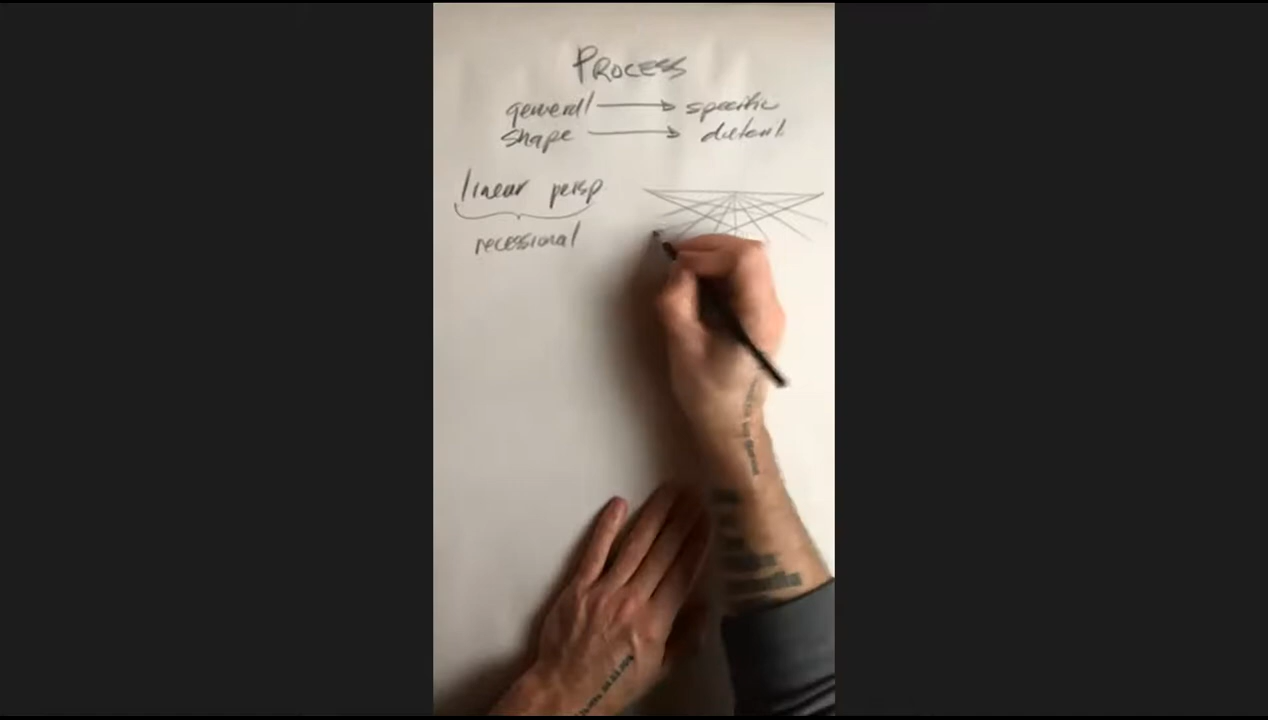 PROCESS
general → specific
shape → detail
linear persp
recessional